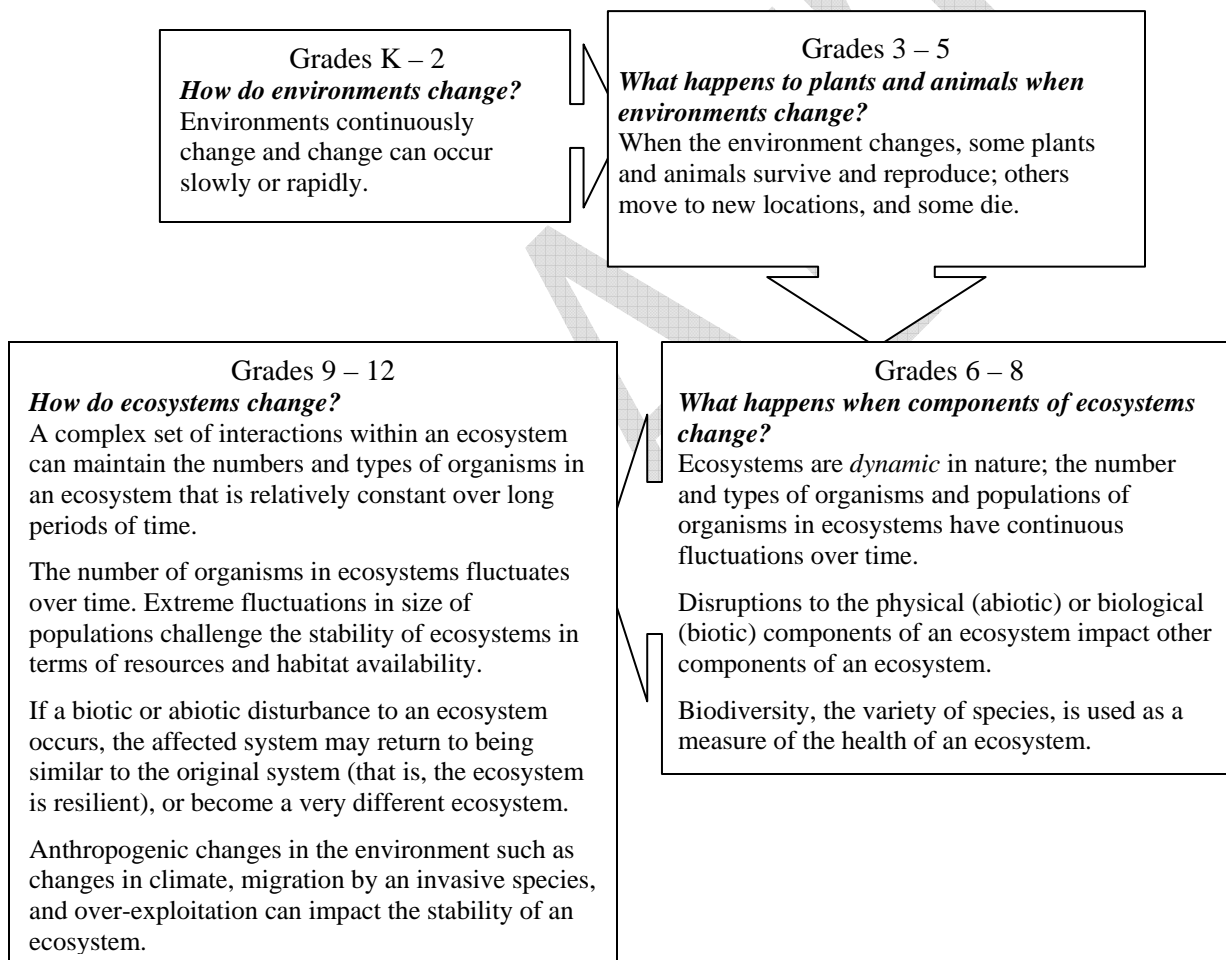 Grades K – 2
How do environments change?
Environments continuously
change and change can occur
slowly or rapidly.
Grades 3 – 5
What happens to plants and animals when
environments change?
When the environment changes, some plants
and animals survive and reproduce; others
move to new locations, and some die.
Grades 6 – 8
What happens when components of ecosystems
change?
Ecosystems are dynamic in nature; the number
and types of organisms and populations of
organisms in ecosystems have continuous
fluctuations over time.
Disruptions to the physical (abiotic) or biological
(biotic) components of an ecosystem impact other
components of an ecosystem.
Biodiversity, the variety of species, is used as a
measure of the health of an ecosystem.
Grades 9 – 12
How do ecosystems change?
A complex set of interactions within an ecosystem
can maintain the numbers and types of organisms in
an ecosystem that is relatively constant over long
periods of time.
The number of organisms in ecosystems fluctuates
over time. Extreme fluctuations in size of
populations challenge the stability of ecosystems in
terms of resources and habitat availability.
If a biotic or abiotic disturbance to an ecosystem
occurs, the affected system may return to being
similar to the original system (that is, the ecosystem
is resilient), or become a very different ecosystem.
Anthropogenic changes in the environment such as
changes in climate, migration by an invasive species,
and over-exploitation can impact the stability of an
ecosystem.